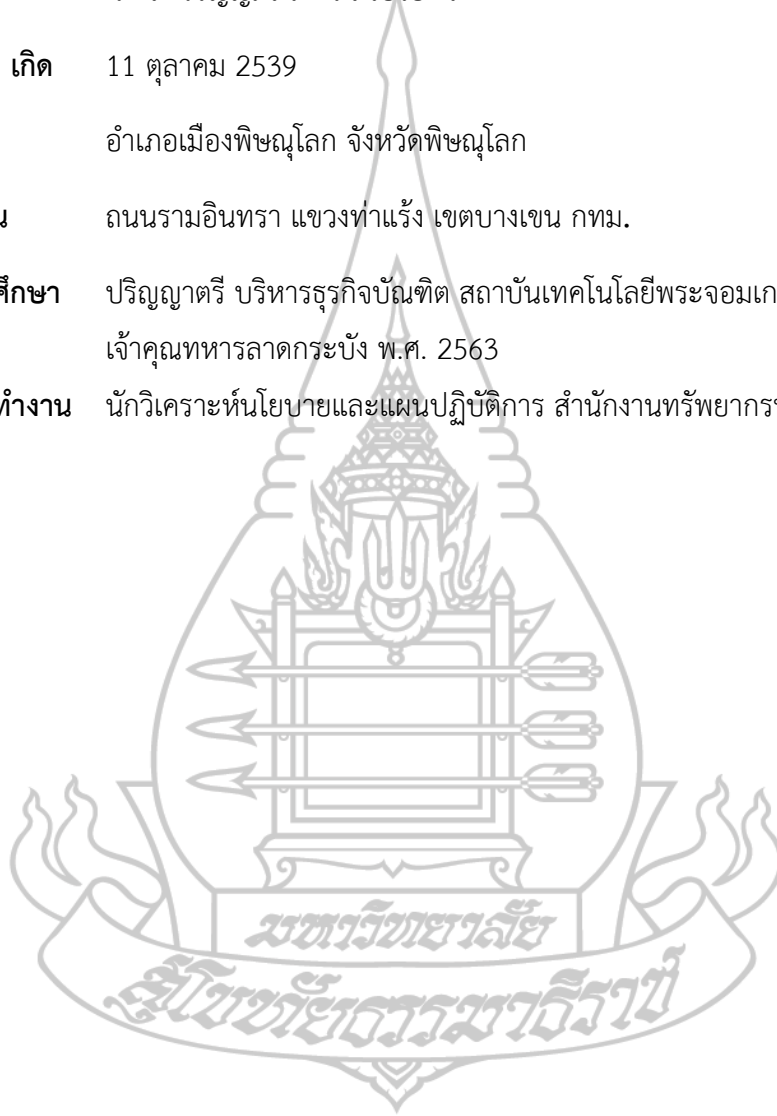 เกิด 11 ตุลาคม 2539
อำเภอเมืองพิษณุโลก จังหวัดพิษณุโลก
ถนนรามอินทรา แขวงท่าแร้ง เขตบางเขน กทม.
ปริญญาตรี บริหารธุรกิจบัณฑิต สถาบันเทคโนโลยีพระจอมเก
เจ้าคุณทหารลาดกระบัง พ.ศ. 2563
ทำงาน นักวิเคราะห์นโยบายและแผนปฏิบัติการ สำนักงานทรัพยากร
มหาวิทยาลัย
สุโขทัยธรรมาธิราช